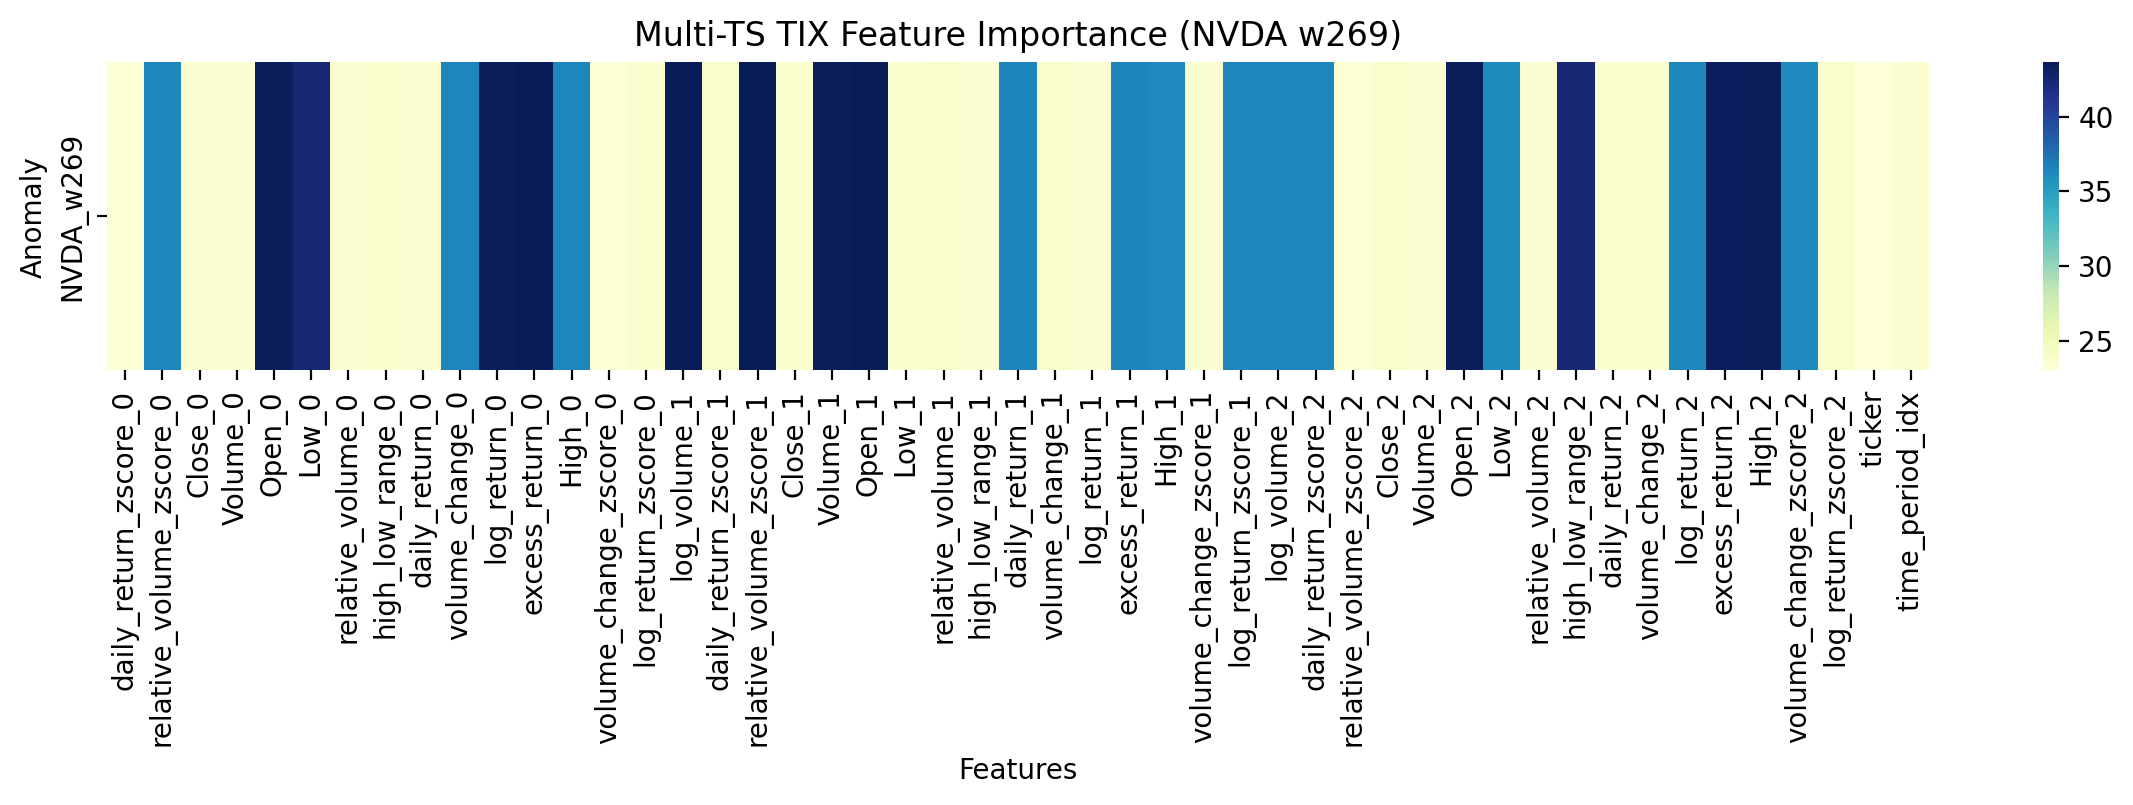 Multi-TS TIX Feature Importance (NVDA w269)
Anomaly
NVDA_w269
40
35
30
25
daily_return_zscore_0
relative_volume_zscore_0
Close_0
Volume_0
Open_0
Low_0
relative_volume_0
high_low_range_0
daily_return_0
volume_change_0
log_return_0
excess_return_0
High_0
volume_change_zscore_0
log_return_zscore_0
log_volume_1
daily_return_zscore_1
relative_volume_zscore_1
Close_1
Volume_1
Open_1
Low_1
relative_volume_1
high_low_range_1
daily_return_1
volume_change_1
log_return_1
excess_return_1
High_1
volume_change_zscore_1
log_return_zscore_1
log_volume_2
daily_return_zscore_2
relative_volume_zscore_2
Close_2
Volume_2
Open_2
Low_2
relative_volume_2
high_low_range_2
daily_return_2
volume_change_2
log_return_2
excess_return_2
High_2
volume_change_zscore_2
log_return_zscore_2
ticker
time_period_idx
Features